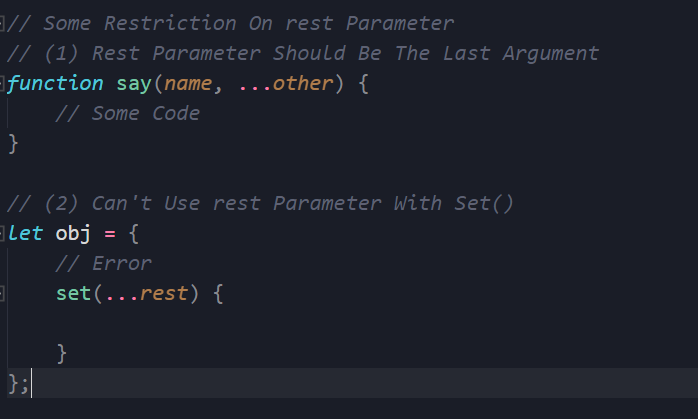 // Some Restriction On rest Parameter
// (1) Rest Parameter Should Be The Last Argument
function say(name, ...other) {
    // Some Code
}
// (2) Can't Use rest Parameter With Set()
let obj = {
    // Error
    set(...rest) {
    }
};